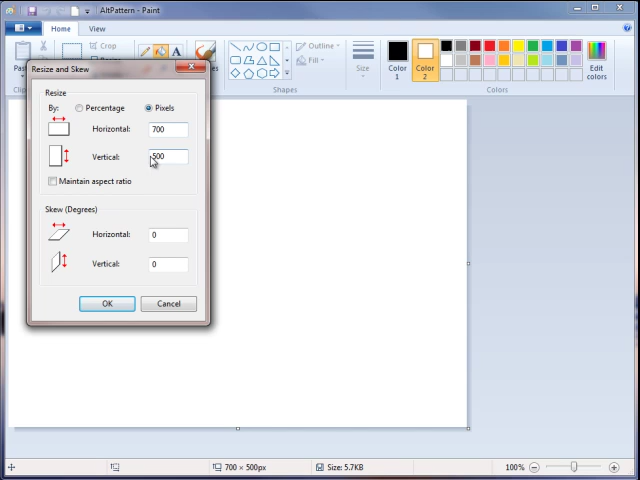 AltPattern - Paint
Home
View
Crop
Outline
Fill
Size
Color 1
Color 2
Edit colors
Shapes
Colors
Resize and Skew
Resize
By:
Percentage
Pixels
Horizontal:
700
Vertical:
500
Maintain aspect ratio
Skew (Degrees)
Horizontal:
0
Vertical:
0
OK
Cancel
700 × 500px
Size: 5.7KB
100%